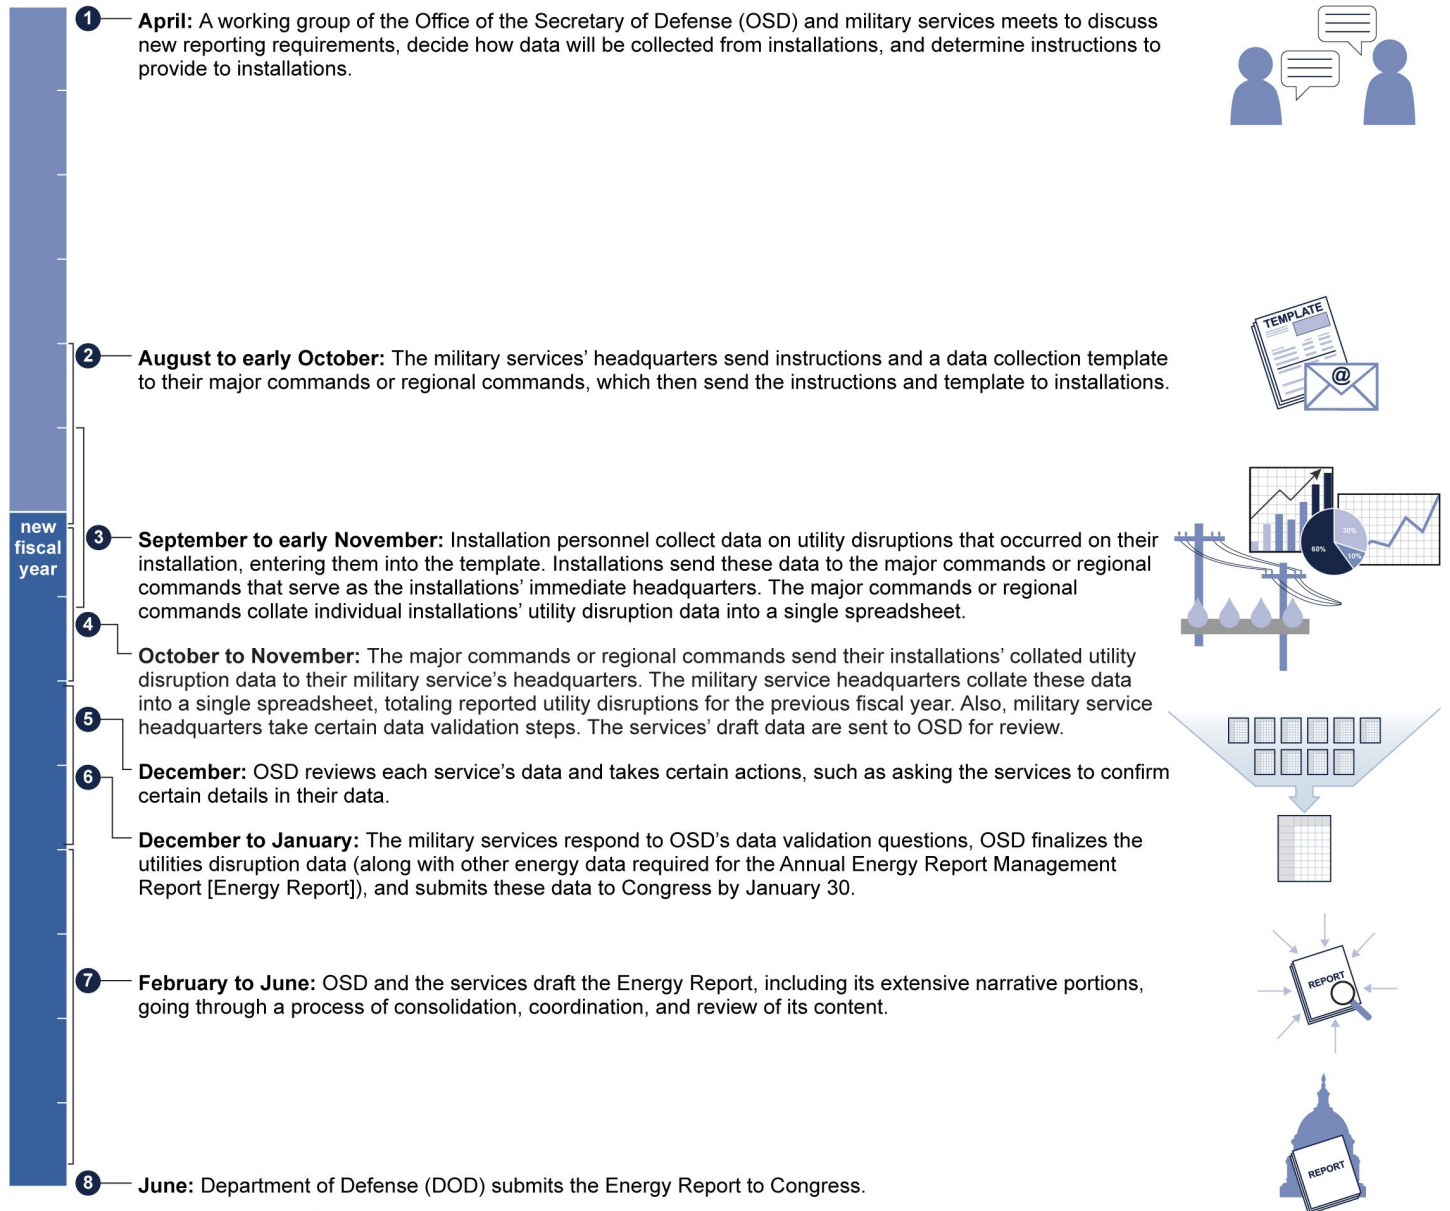 1
April: A working group of the Office of the Secretary of Defense (OSD) and military services meets to discuss
new reporting requirements, decide how data will be collected from installations, and determine instructions to
provide to installations.
TEMPLATE
@
2
August to early October: The military services’ headquarters send instructions and a data collection template
to their major commands or regional commands, which then send the instructions and template to installations.
new
fiscal
year
3
September to early November: Installation personnel collect data on utility disruptions that occurred on their
installation, entering them into the template. Installations send these data to the major commands or regional
commands that serve as the installations’ immediate headquarters. The major commands or regional
commands collate individual installations’ utility disruption data into a single spreadsheet.
30%
60%
10%
4
October to November: The major commands or regional commands send their installations’ collated utility
disruption data to their military service’s headquarters. The military service headquarters collate these data
into a single spreadsheet, totaling reported utility disruptions for the previous fiscal year. Also, military service
headquarters take certain data validation steps. The services’ draft data are sent to OSD for review.
5
December: OSD reviews each service’s data and takes certain actions, such as asking the services to confirm
certain details in their data.
6
December to January: The military services respond to OSD’s data validation questions, OSD finalizes the
utilities disruption data (along with other energy data required for the Annual Energy Report Management
Report [Energy Report]), and submits these data to Congress by January 30.
7
February to June: OSD and the services draft the Energy Report, including its extensive narrative portions,
going through a process of consolidation, coordination, and review of its content.
REPORT
8
June: Department of Defense (DOD) submits the Energy Report to Congress.
REPORT